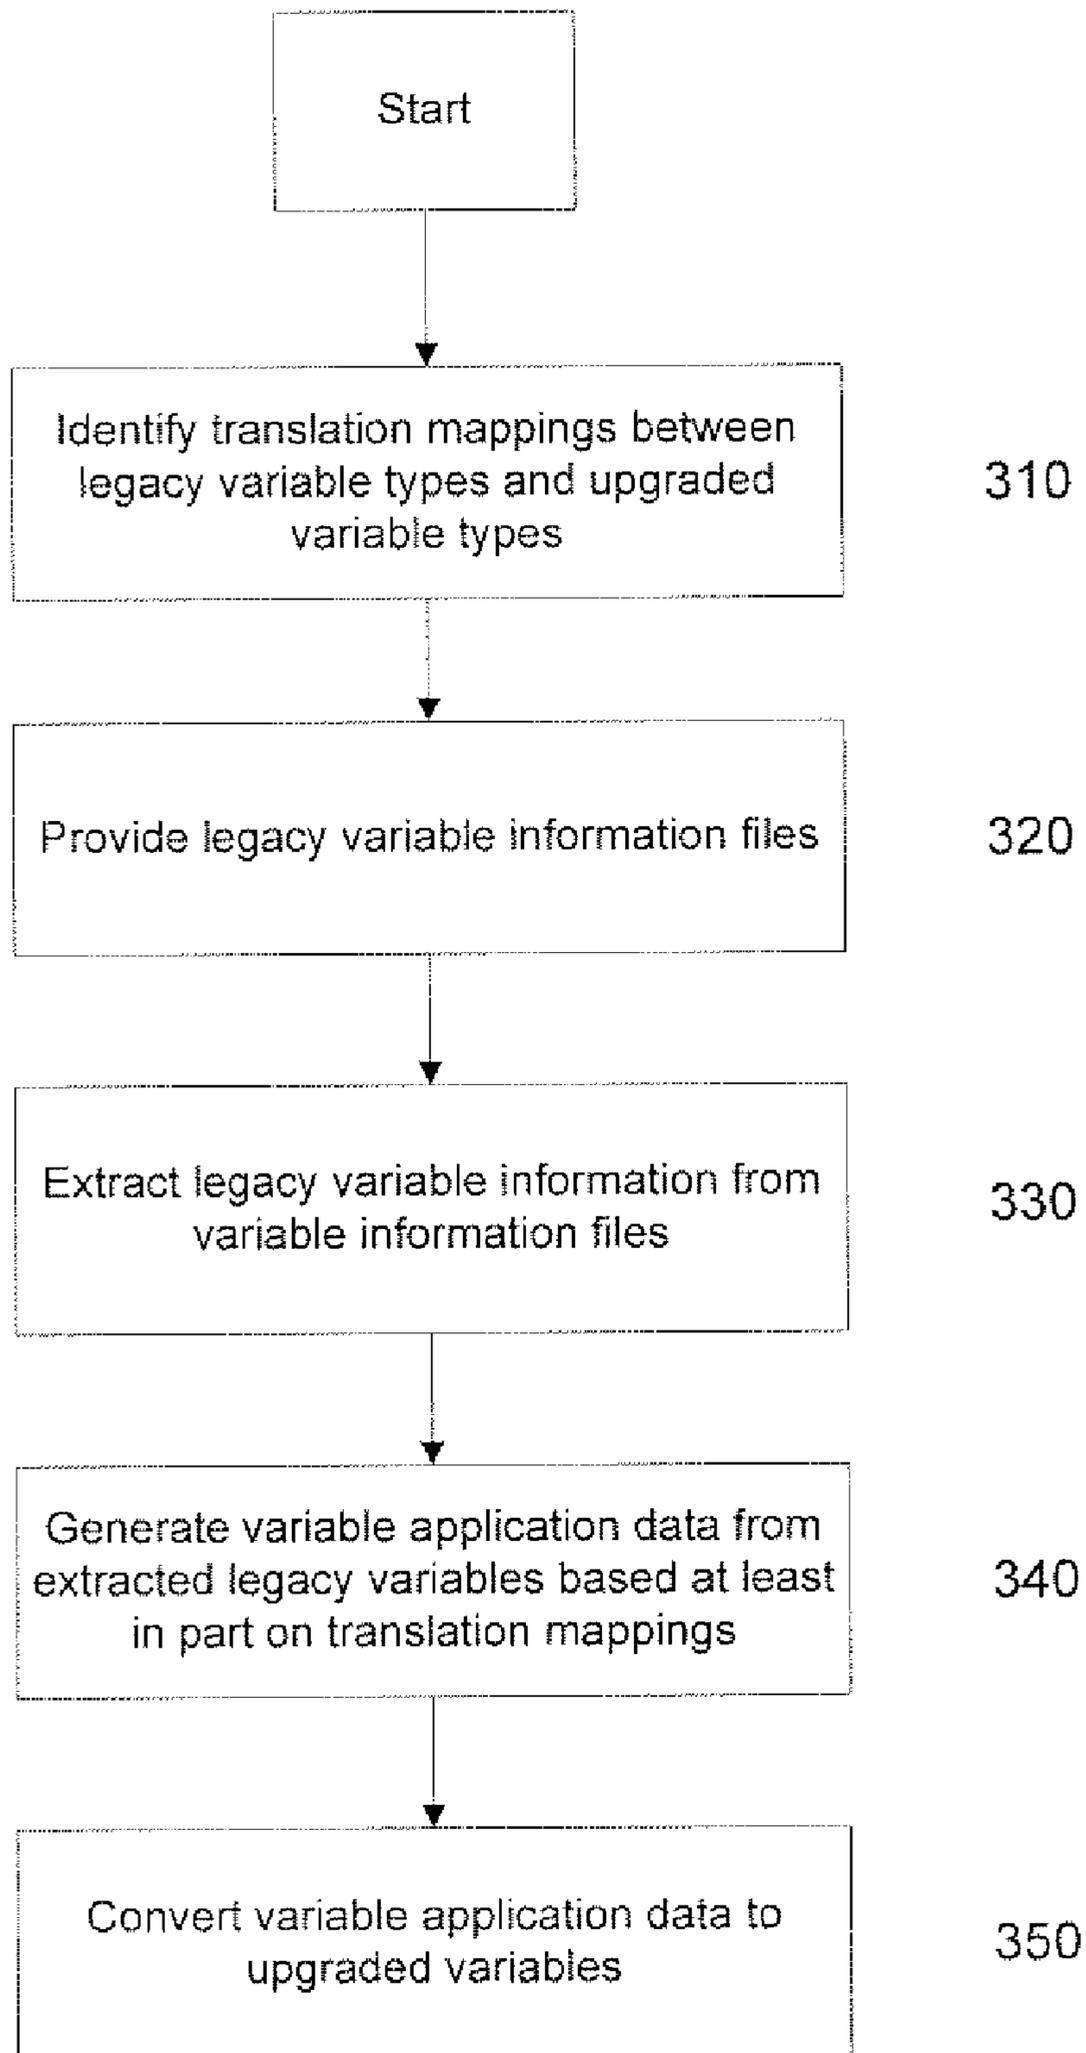 Start
Identify translation mappings between
legacy variable types and upgraded
variable types
310
Provide legacy variable information files
320
Extract legacy variable information from
variable information files
330
Generate variable application data from
extracted legacy variables based at least
in part on translation mappings
340
Convert variable application data to
upgraded variables
350